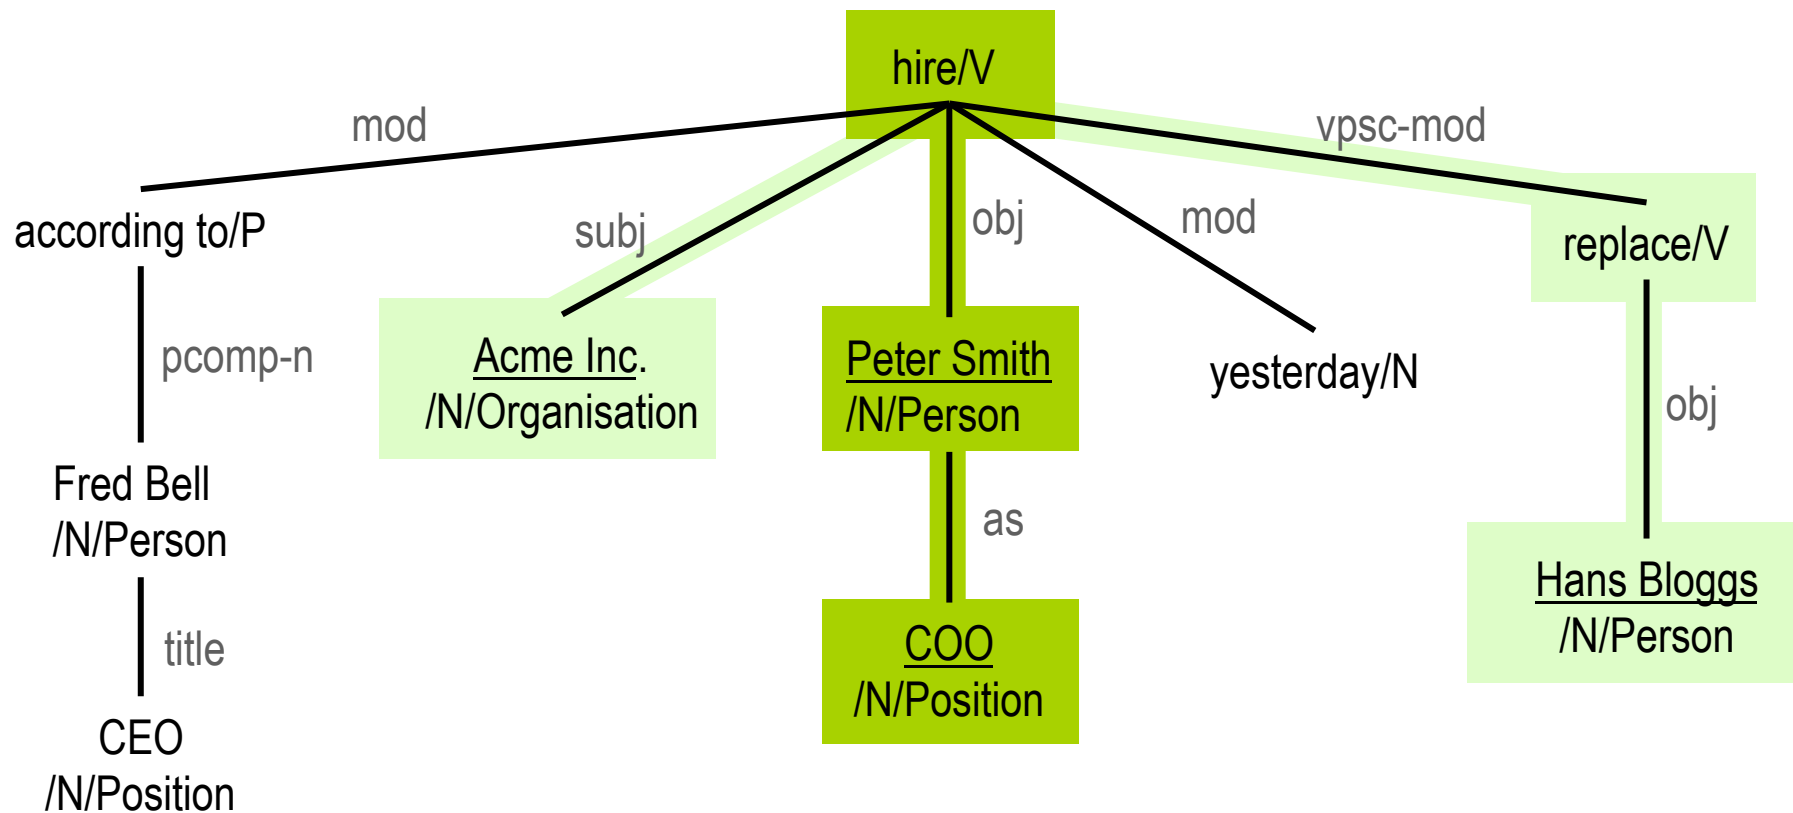 hire/V
mod
vpsc-mod
according to/P
subj
obj
mod
replace/V
pcomp-n
Acme Inc.
/N/Organisation
Peter Smith
/N/Person
yesterday/N
obj
Fred Bell
/N/Person
as
Hans Bloggs
/N/Person
title
COO
/N/Position
CEO
/N/Position